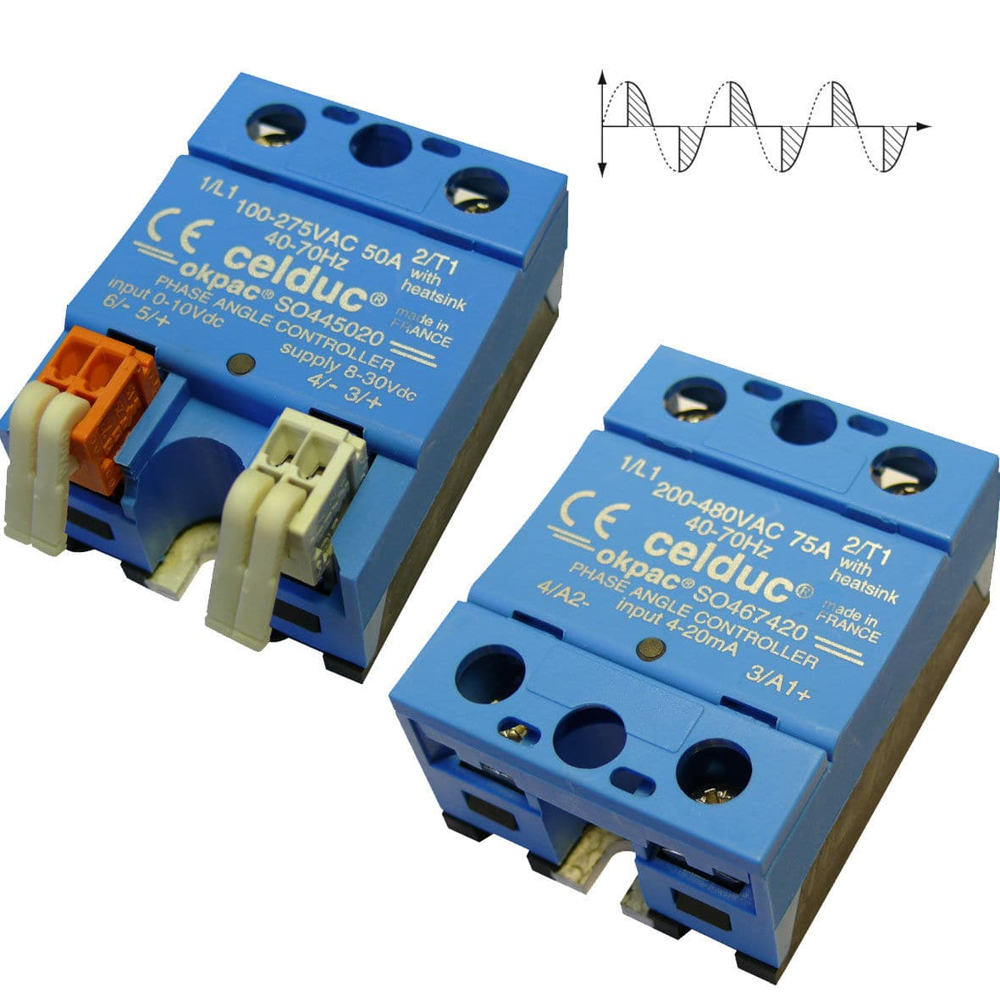 1/L1 100-275VAC 50A 2/T1
40-70Hz
with
heatsink
CE celduc®
okpac® SO445020
made in
FRANCE
PHASE ANGLE CONTROLLER
input 0-10Vdc
6/- 5/+
supply 8-30Vdc
4/- 3/+
1/L1 200-480VAC 75A 2/T1
40-70Hz
with
heatsink
CE celduc®
okpac® SO467420
made in
FRANCE
PHASE ANGLE CONTROLLER
4/A2- input 4-20mA
3/A1+